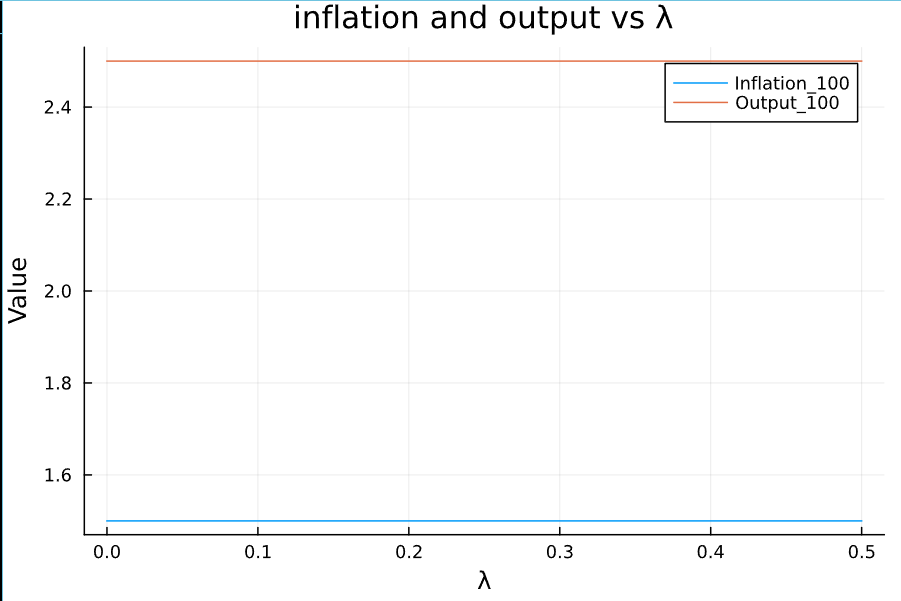 inflation and output vs λ
Inflation_100
Output_100
Value
2.4
2.2
2.0
1.8
1.6
0.0 0.1 0.2 0.3 0.4 0.5
λ